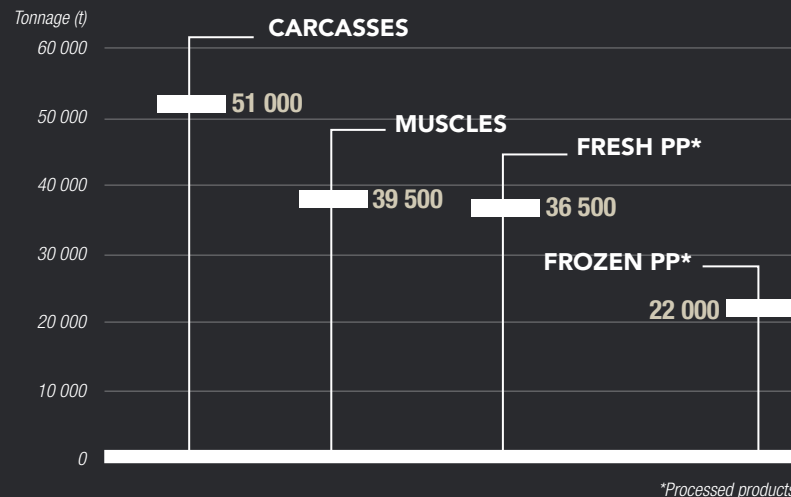 Tonnage (t)
CARCASSES
60 000
51 000
50 000
MUSCLES
FRESH PP*
40 000
39 500
36 500
30 000
FROZEN PP*
22 000
20 000
10 000
0
*Processed products